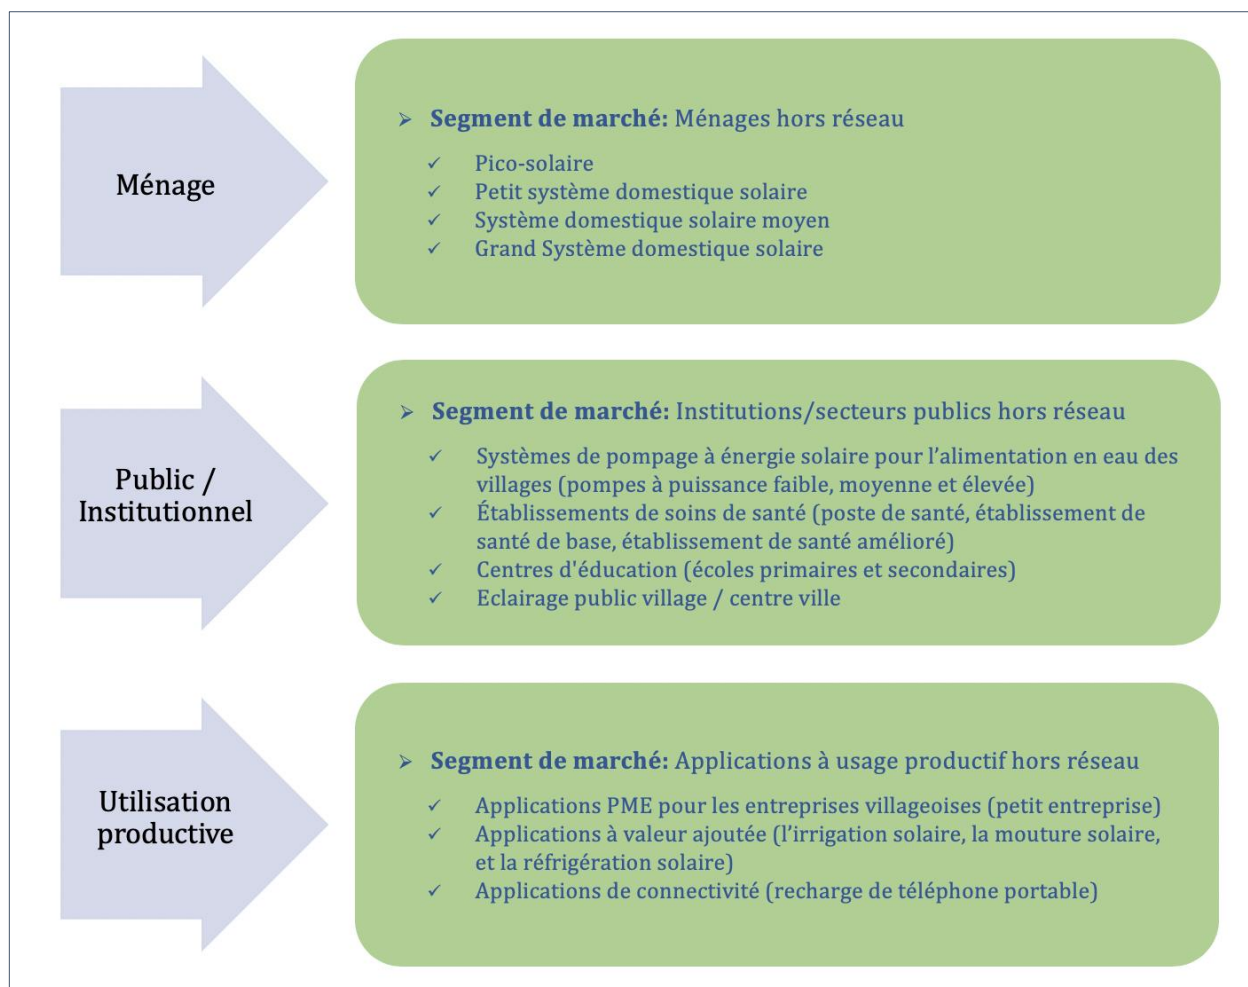 Ménage
➢ Segment de marché: Ménages hors réseau
✓ Pico-solaire
✓ Petit système domestique solaire
✓ Système domestique solaire moyen
✓ Grand Système domestique solaire
Public /
Institutionnel
➢ Segment de marché: Institutions/secteurs publics hors réseau
✓ Systèmes de pompage à énergie solaire pour l’alimentation en eau des
villages (pompes à puissance faible, moyenne et élevée)
✓ Établissements de soins de santé (poste de santé, établissement de
santé de base, établissement de santé amélioré)
✓ Centres d'éducation (écoles primaires et secondaires)
✓ Eclairage public village / centre ville
Utilisation
productive
➢ Segment de marché: Applications à usage productif hors réseau
✓ Applications PME pour les entreprises villageoises (petit entreprise)
✓ Applications à valeur ajoutée (l’irrigation solaire, la mouture solaire,
et la réfrigération solaire)
✓ Applications de connectivité (recharge de téléphone portable)